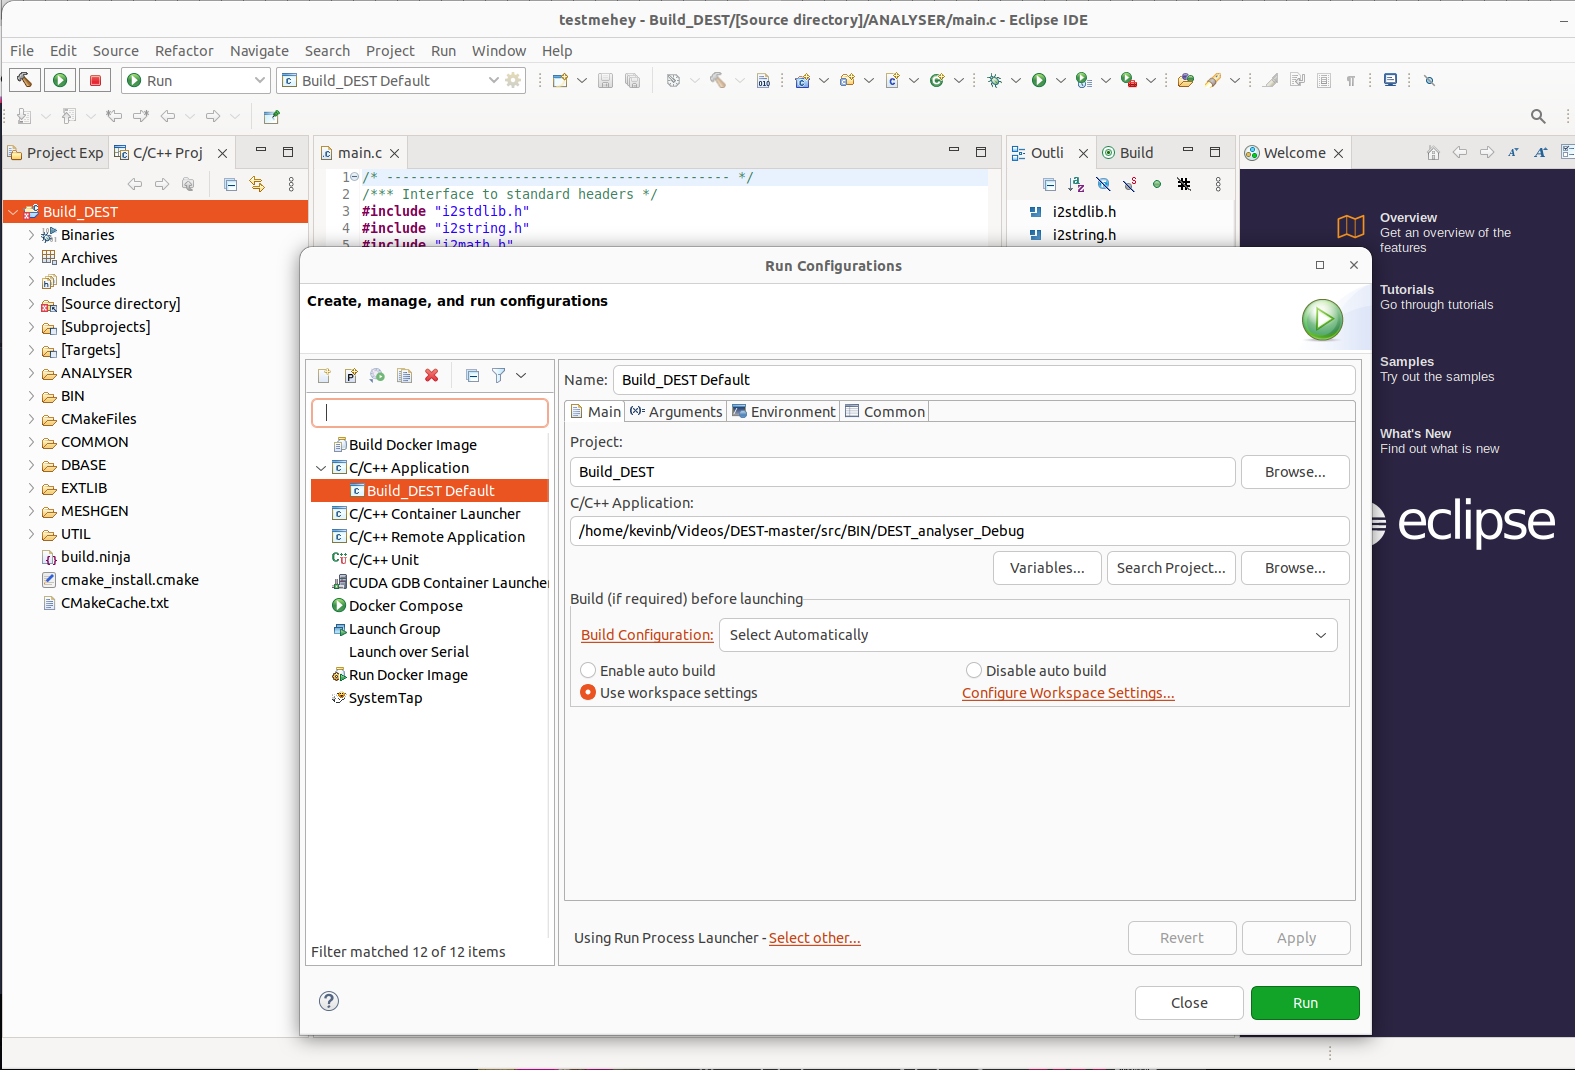 testmehey - Build_DEST/[Source directory]/ANALYSER/main.c - Eclipse IDE
File Edit Source Refactor Navigate Search Project Run Window Help
Run
Build_DEST Default
Project Exp
C/C++ Proj
main.c
Outli
Build
Welcome
Build_DEST
Binaries
Archives
Includes
[Source directory]
[Subprojects]
[Targets]
ANALYSER
BIN
CMakeFiles
COMMON
DBASE
EXTLIB
MESHGEN
UTIL
build.ninja
cmake_install.cmake
CMakeCache.txt
1 /* ------------------------------------------ */
2 /*** Interface to standard headers */
3 #include "i2stdlib.h"
4 #include "i2string.h"
5 #include "i2math.h"
i2stdlib.h
i2string.h
Overview
Get an overview of the
features
Tutorials
Go through tutorials
Samples
Try out the samples
What's New
Find out what is new
eclipse
Run Configurations
Create, manage, and run configurations
Build Docker Image
C/C++ Application
Build_DEST Default
C/C++ Container Launcher
C/C++ Remote Application
C/C++ Unit
CUDA GDB Container Launcher
Docker Compose
Launch Group
Launch over Serial
Run Docker Image
SystemTap
Filter matched 12 of 12 items
Name: Build_DEST Default
Main Arguments Environment Common
Project:
Build_DEST
Browse...
C/C++ Application:
/home/kevinb/Videos/DEST-master/src/BIN/DEST_analyser_Debug
Variables... Search Project... Browse...
Build (if required) before launching
Build Configuration: Select Automatically
Enable auto build
Disable auto build
Use workspace settings
Configure Workspace Settings...
Using Run Process Launcher - Select other...
Revert Apply
Close Run